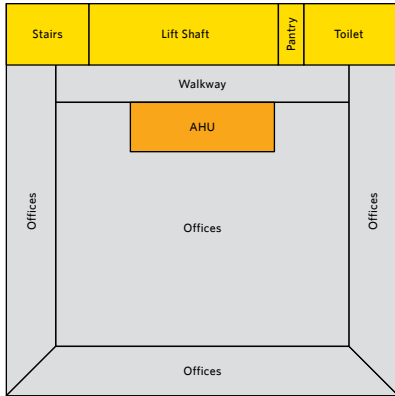 Stairs
Lift Shaft
Pantry
Toilet
Walkway
AHU
Offices
Offices
Offices
Offices